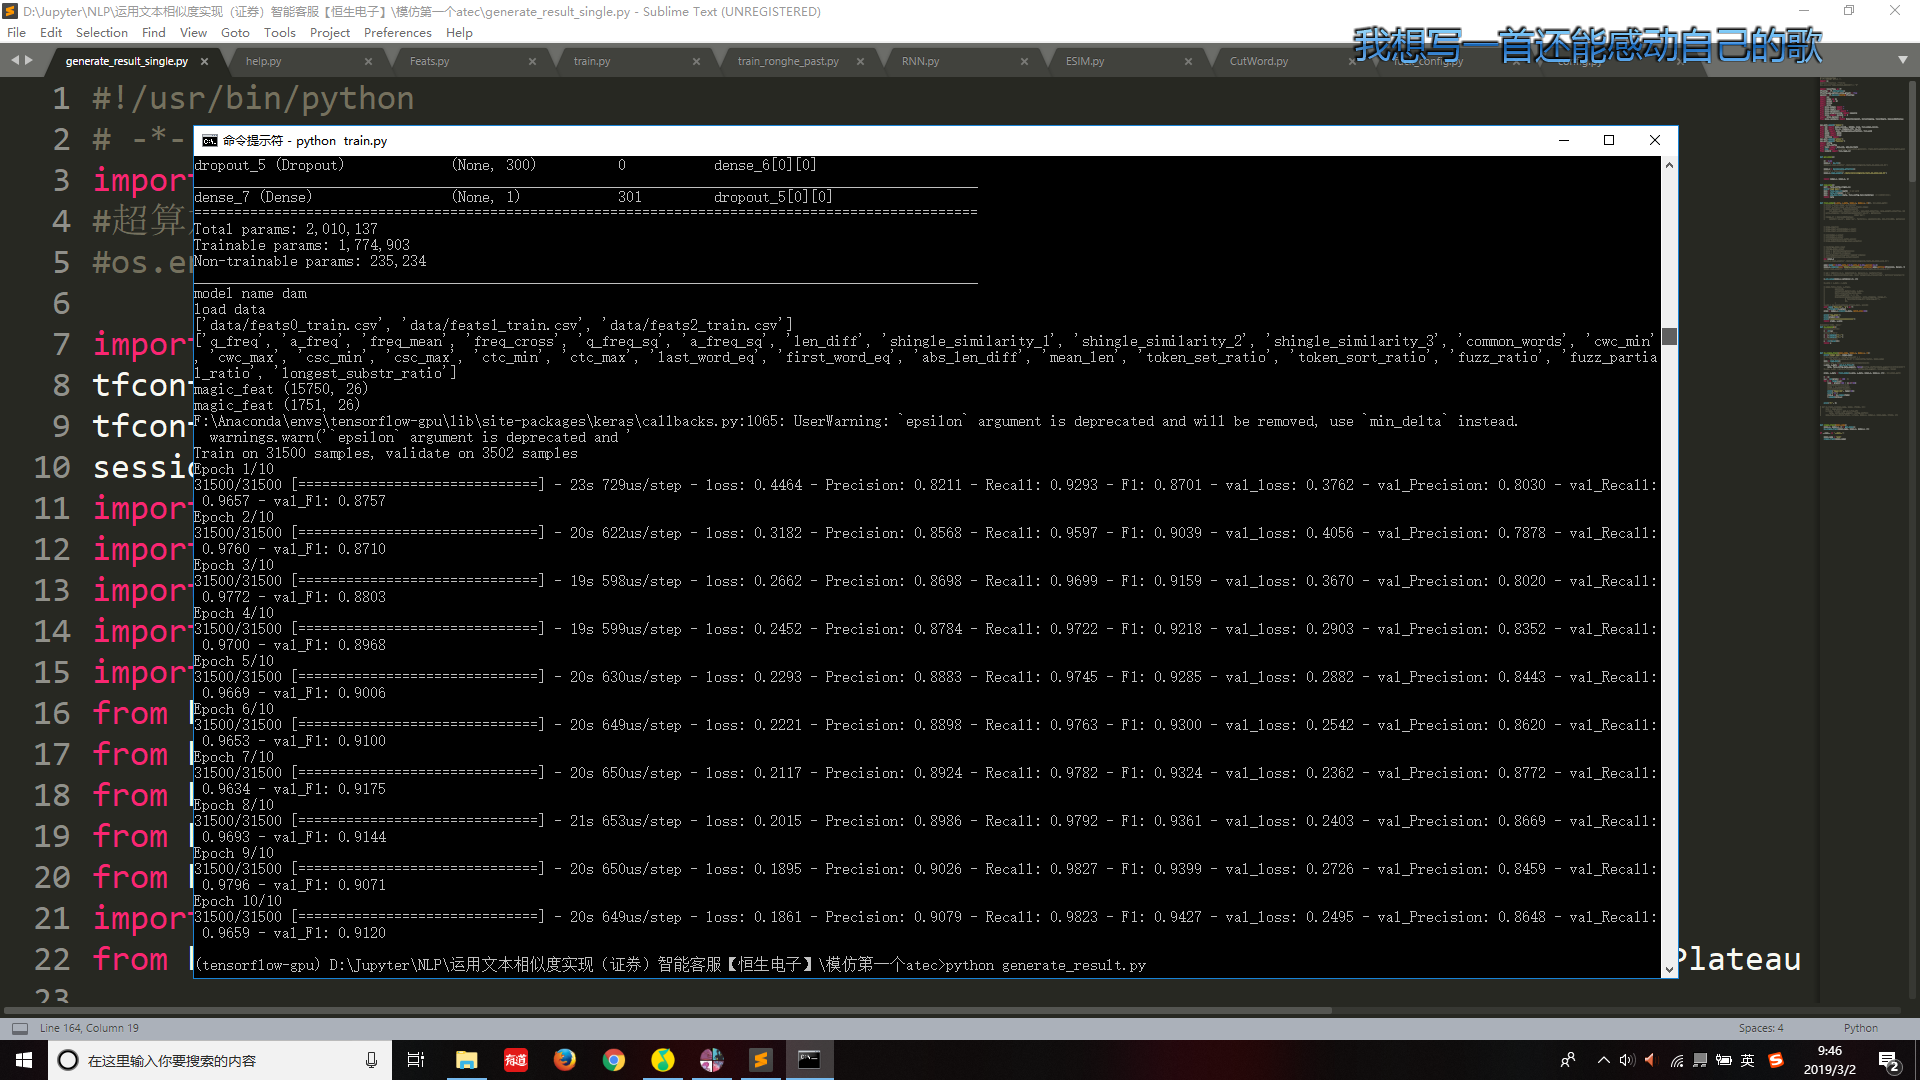 D:\Jupyter\NLP\运用文本相似度实现（证券）智能客服【恒生电子】\模仿第一个atec\generate_result_single.py - Sublime Text (UNREGISTERED)
File Edit Selection Find View Goto Tools Project Preferences Help
我想写一首还能感动自己的歌
generate_result_single.py help.py Feats.py train.py train_ronghe_past.py RNN.py ESIM.py CutWord.py
1 #!/usr/bin/python
2 # -*-
3 import
4 #超算
5 #os.en
6
7 import
8 tfcon
9 tfcon
10 sessio
11 import
12 import
13 import
14 import
15 import
16 from
17 from
18 from
19 from
20 from
21 import
22 from Plateau
23
命令提示符 - python train.py
dropout_5 (Dropout) (None, 300) 0 dense_6[0][0]
dense_7 (Dense) (None, 1) 301 dropout_5[0][0]
Total params: 2,010,137
Trainable params: 1,774,903
Non-trainable params: 235,234
model name dam
load data
['data/feats0_train.csv', 'data/feats1_train.csv', 'data/feats2_train.csv']
['q_freq', 'a_freq', 'freq_mean', 'freq_cross', 'q_freq_sq', 'a_freq_sq', 'len_diff', 'shingle_similarity_1', 'shingle_similarity_2', 'shingle_similarity_3', 'common_words', 'cwc_min'
, 'cwc_max', 'csc_min', 'csc_max', 'ctc_min', 'ctc_max', 'last_word_eq', 'first_word_eq', 'abs_len_diff', 'mean_len', 'token_set_ratio', 'token_sort_ratio', 'fuzz_ratio', 'fuzz_partia
l_ratio', 'longest_substr_ratio']
magic_feat (15750, 26)
magic_feat (1751, 26)
F:\Anaconda\envs\tensorflow-gpu\lib\site-packages\keras\callbacks.py:1065: UserWarning: `epsilon` argument is deprecated and will be removed, use `min_delta` instead.
warnings.warn('`epsilon` argument is deprecated and '
Train on 31500 samples, validate on 3502 samples
Epoch 1/10
31500/31500 [==============================] - 23s 729us/step - loss: 0.4464 - Precision: 0.8211 - Recall: 0.9293 - F1: 0.8701 - val_loss: 0.3762 - val_Precision: 0.8030 - val_Recall:
0.9657 - val_F1: 0.8757
Epoch 2/10
31500/31500 [==============================] - 20s 622us/step - loss: 0.3182 - Precision: 0.8568 - Recall: 0.9597 - F1: 0.9039 - val_loss: 0.4056 - val_Precision: 0.7878 - val_Recall:
0.9760 - val_F1: 0.8710
Epoch 3/10
31500/31500 [==============================] - 19s 598us/step - loss: 0.2662 - Precision: 0.8698 - Recall: 0.9699 - F1: 0.9159 - val_loss: 0.3670 - val_Precision: 0.8020 - val_Recall:
0.9772 - val_F1: 0.8803
Epoch 4/10
31500/31500 [==============================] - 19s 599us/step - loss: 0.2452 - Precision: 0.8784 - Recall: 0.9722 - F1: 0.9218 - val_loss: 0.2903 - val_Precision: 0.8352 - val_Recall:
0.9700 - val_F1: 0.8968
Epoch 5/10
31500/31500 [==============================] - 20s 630us/step - loss: 0.2293 - Precision: 0.8883 - Recall: 0.9745 - F1: 0.9285 - val_loss: 0.2882 - val_Precision: 0.8443 - val_Recall:
0.9669 - val_F1: 0.9006
Epoch 6/10
31500/31500 [==============================] - 20s 649us/step - loss: 0.2221 - Precision: 0.8898 - Recall: 0.9763 - F1: 0.9300 - val_loss: 0.2542 - val_Precision: 0.8620 - val_Recall:
0.9653 - val_F1: 0.9100
Epoch 7/10
31500/31500 [==============================] - 20s 650us/step - loss: 0.2117 - Precision: 0.8924 - Recall: 0.9782 - F1: 0.9324 - val_loss: 0.2362 - val_Precision: 0.8772 - val_Recall:
0.9634 - val_F1: 0.9175
Epoch 8/10
31500/31500 [==============================] - 21s 653us/step - loss: 0.2015 - Precision: 0.8986 - Recall: 0.9792 - F1: 0.9361 - val_loss: 0.2403 - val_Precision: 0.8669 - val_Recall:
0.9693 - val_F1: 0.9144
Epoch 9/10
31500/31500 [==============================] - 20s 650us/step - loss: 0.1895 - Precision: 0.9026 - Recall: 0.9827 - F1: 0.9399 - val_loss: 0.2726 - val_Precision: 0.8459 - val_Recall:
0.9796 - val_F1: 0.9071
Epoch 10/10
31500/31500 [==============================] - 20s 649us/step - loss: 0.1861 - Precision: 0.9079 - Recall: 0.9823 - F1: 0.9427 - val_loss: 0.2495 - val_Precision: 0.8648 - val_Recall:
0.9659 - val_F1: 0.9120
(tensorflow-gpu) D:\Jupyter\NLP\运用文本相似度实现（证券）智能客服【恒生电子】\模仿第一个atec>python generate_result.py
Line 164, Column 19 Spaces: 4 Python
在这里输入你要搜索的内容
有道
英
9:46
2019/3/2
2